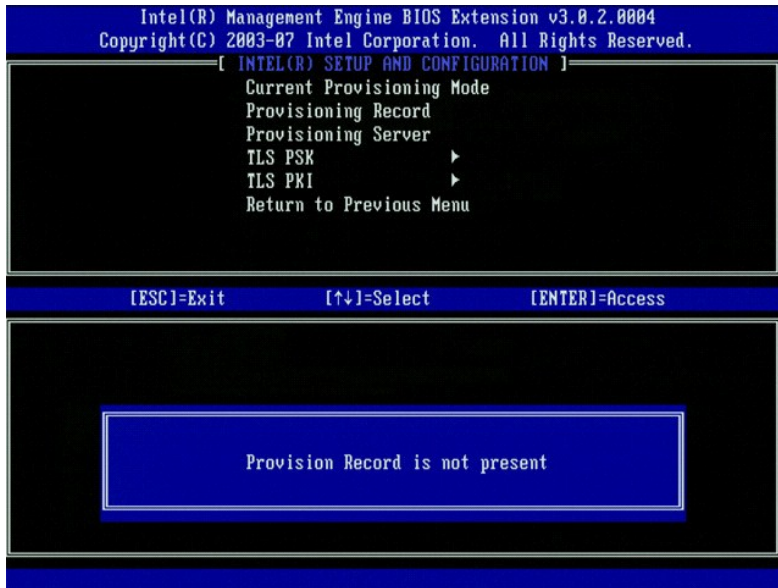 Intel(R) Management Engine BIOS Extension v3.0.2.0004
Copyright(C) 2003-07 Intel Corporation. All Rights Reserved.
[ INTEL(R) SETUP AND CONFIGURATION ]
Current Provisioning Mode
Provisioning Record
Provisioning Server
TLS PSK ►
TLS PKI ►
Return to Previous Menu
[ESC]=Exit [↑↓]=Select [ENTER]=Access
Provision Record is not present